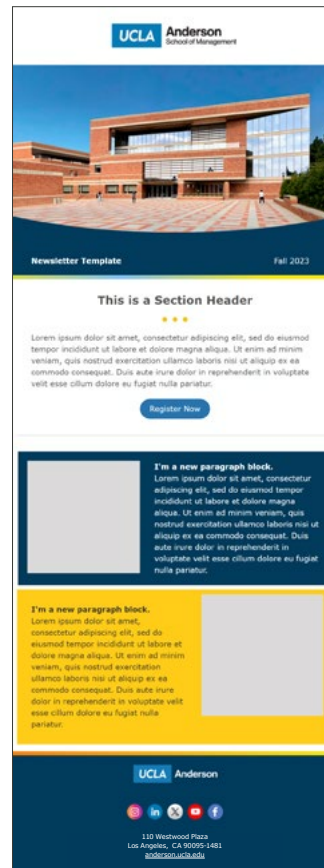 UCLA Anderson
School of Management
Newsletter Template Fall 2023
This is a Section Header
Lorem ipsum dolor sit amet, consectetur adipiscing elit, sed do eiusmod
tempor incididunt ut labore et dolore magna aliqua. Ut enim ad minim
veniam, quis nostrud exercitation ullamco laboris nisi ut aliquip ex ea
commodo consequat. Duis aute irure dolor in reprehenderit in voluptate
velit esse cillum dolore eu fugiat nulla pariatur.
Register Now
I'm a new paragraph block.
Lorem ipsum dolor sit amet, consectetur
adipiscing elit, sed do eiusmod tempor
incididunt ut labore et dolore magna
aliqua. Ut enim ad minim veniam, quis
nostrud exercitation ullamco laboris nisi ut
aliquip ex ea commodo consequat. Duis
aute irure dolor in reprehenderit in
voluptate velit esse cillum dolore eu fugiat
nulla pariatur.
I'm a new paragraph block.
Lorem ipsum dolor sit amet,
consectetur adipiscing elit, sed do
eiusmod tempor incididunt ut labore et
dolore magna aliqua. Ut enim ad minim
veniam, quis nostrud exercitation
ullamco laboris nisi ut aliquip ex ea
commodo consequat. Duis aute irure
dolor in reprehenderit in voluptate velit
esse cillum dolore eu fugiat nulla
pariatur.
UCLA Anderson
110 Westwood Plaza
Los Angeles, CA 90095-1481
anderson.ucla.edu